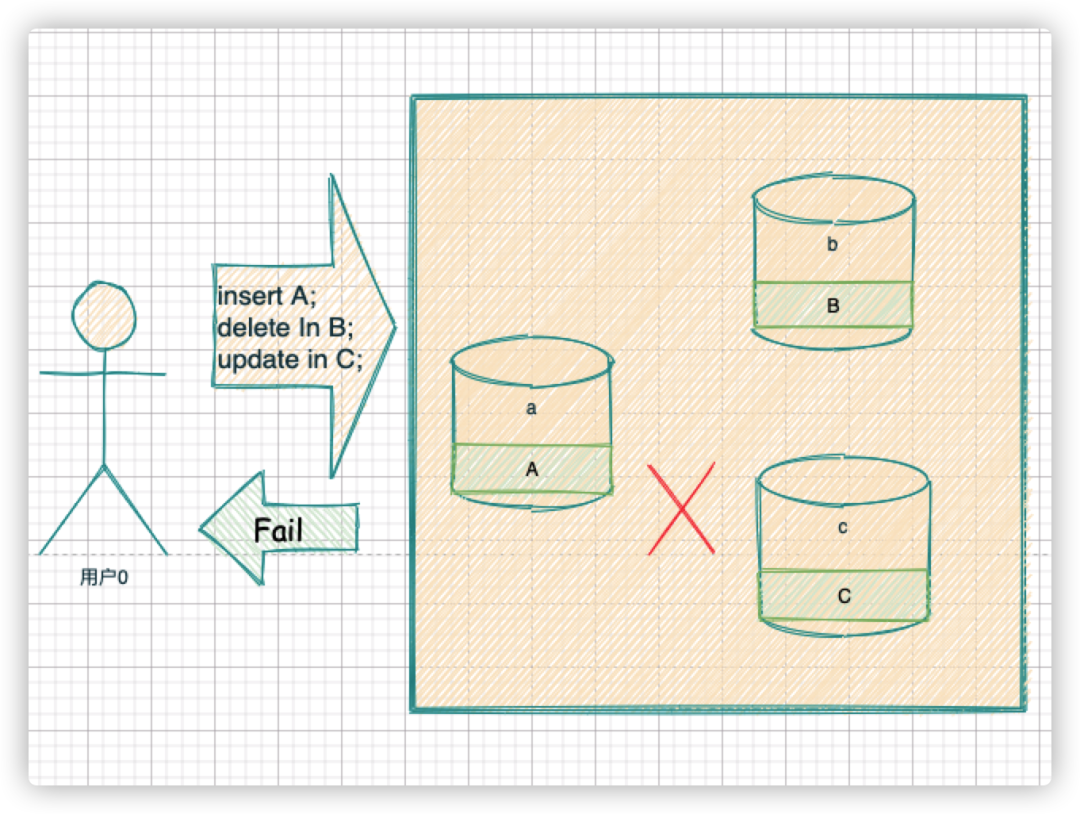 insert A;
delete In B;
update in C;
Fail
用户0
a
A
b
B
c
C